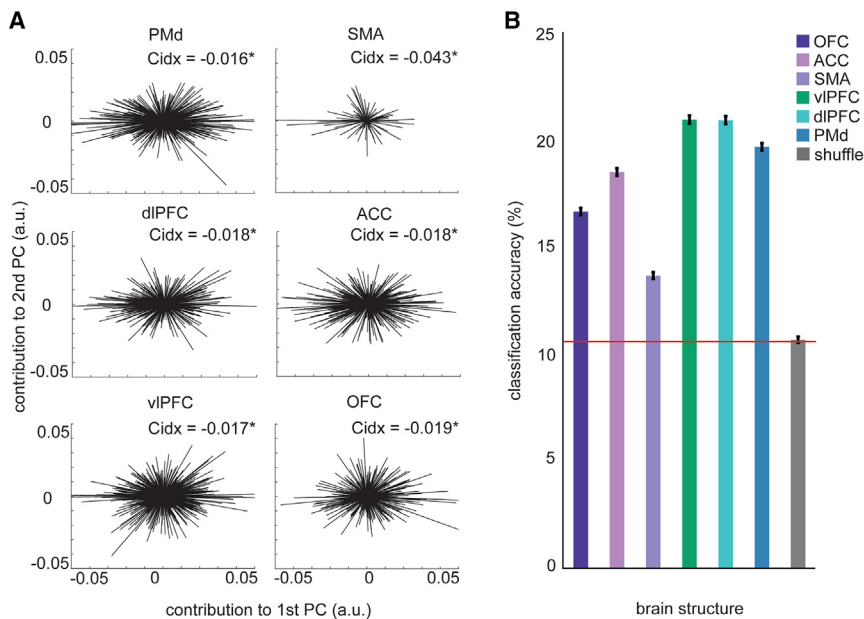 A
PMd
Cidx = -0.016*
0.05
0
-0.05
SMA
Cidx = -0.043*
dlPFC
Cidx = -0.018*
0.05
0
-0.05
ACC
Cidx = -0.018*
vlPFC
Cidx = -0.017*
0.05
0
-0.05
-0.05 0 0.05
OFC
Cidx = -0.019*
-0.05 0 0.05
contribution to 2nd PC (a.u.)
contribution to 1st PC (a.u.)
B
25
20
15
10
5
0
classification accuracy (%)
brain structure
OFC
ACC
SMA
vlPFC
dlPFC
PMd
shuffle